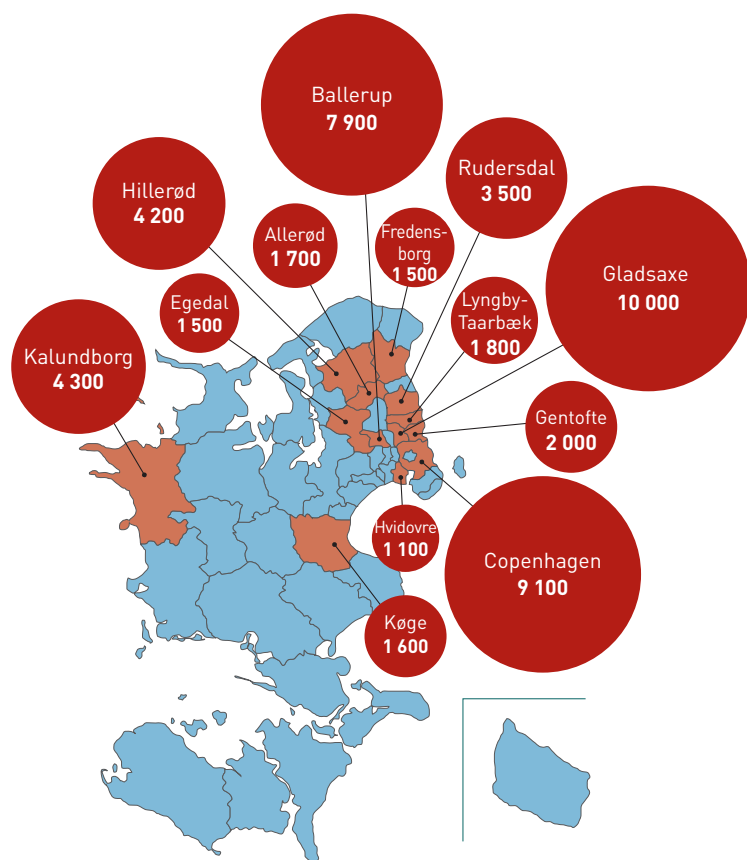 Ballerup
7 900
Rudersdal
3 500
Hillerød
4 200
Allerød
1 700
Fredens-
borg
1 500
Gladsaxe
10 000
Egedal
1 500
Lyngby-
Taarbæk
1 800
Kalundborg
4 300
Gentofte
2 000
Hvidovre
1 100
Copenhagen
9 100
Køge
1 600